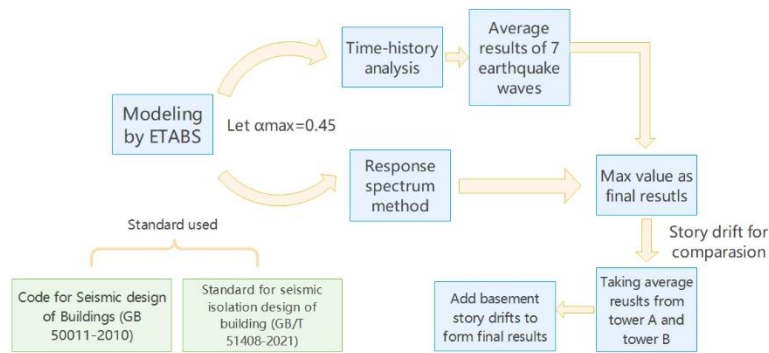 Modeling
by ETABS
Let αmax=0.45
Time-history
analysis
Average
results of 7
earthquake
waves
Response
spectrum
method
Max value as
final resutls
Story drift for
comparasion
Taking average
reuslts from
tower A and
tower B
Add basement
story drifts to
form final results
Standard used
Code for Seismic design
of Buildings (GB
50011-2010)
Standard for seismic
isolation design of
building (GB/T
51408-2021)